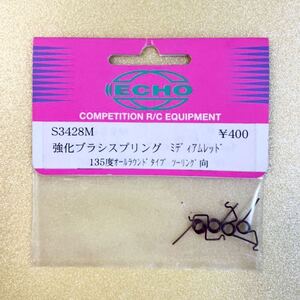 ECHO
COMPETITION R/C EQUIPMENT
S3428M ¥400
強化ブラシスプリング ミディアムレッド
135度オールラウンドタイプ ツーリング向